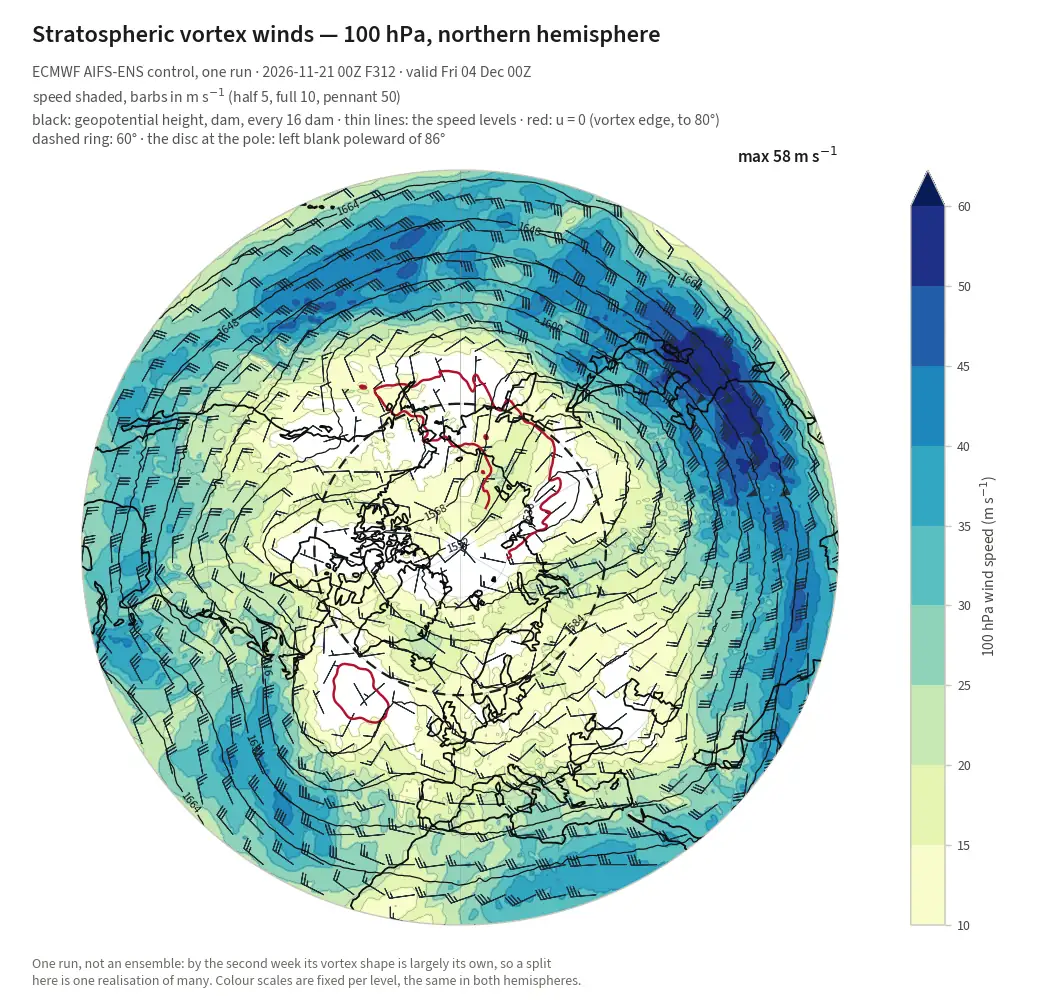 Stratospheric vortex winds — 100 hPa, northern hemisphere
ECMWF AIFS-ENS control, one run · 2026-11-21 00Z F312 · valid Fri 04 Dec 00Z
speed shaded, barbs in m s⁻¹ (half 5, full 10, pennant 50)
black: geopotential height, dam, every 16 dam · thin lines: the speed levels · red: u = 0 (vortex edge, to 80°)
dashed ring: 60° · the disc at the pole: left blank poleward of 86°
max 58 m s⁻¹
1664
1648
1648
1600
1568
1584
1664
60
50
45
40
35
30
25
20
15
10
100 hPa wind speed (m s⁻¹)
One run, not an ensemble: by the second week its vortex shape is largely its own, so a split
here is one realisation of many. Colour scales are fixed per level, the same in both hemispheres.